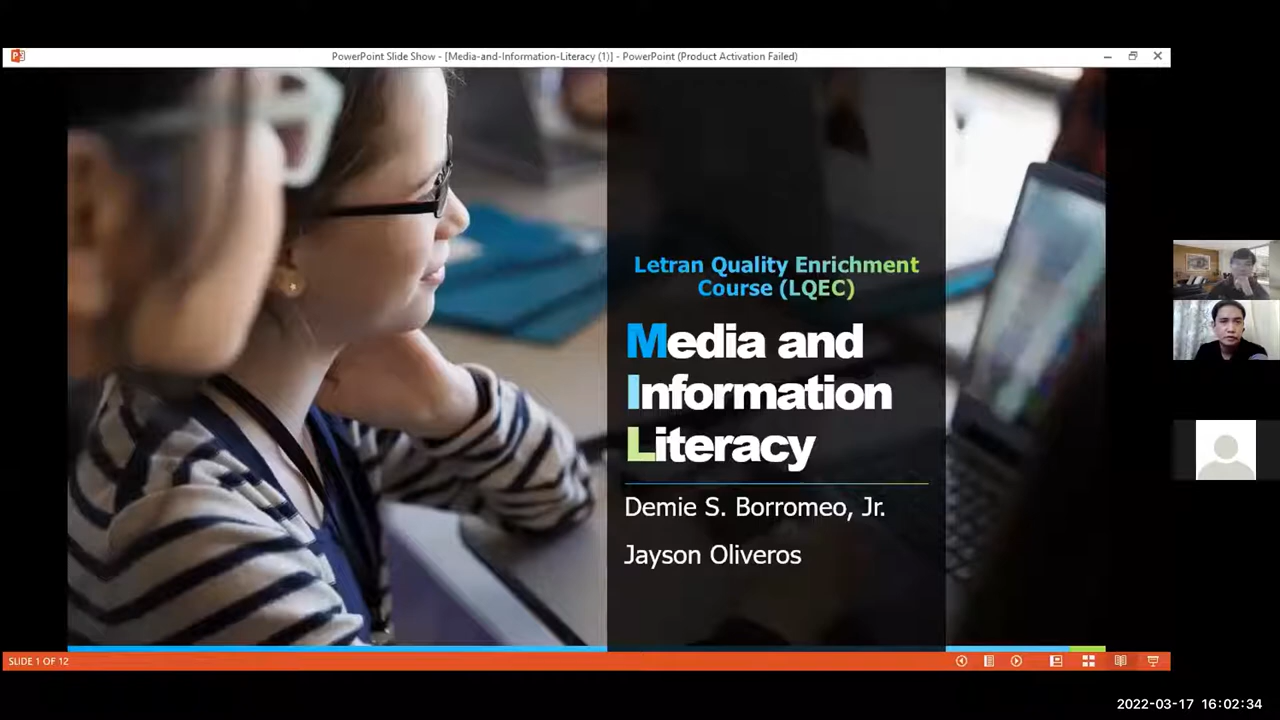 PowerPoint Slide Show - [Media-and-Information-Literacy (1)] - PowerPoint (Product Activation Failed)
Letran Quality Enrichment
Course (LQEC)
Media and
Information
Literacy
Demie S. Borromeo, Jr.
Jayson Oliveros
SLIDE 1 OF 12
2022-03-17 16:02:34